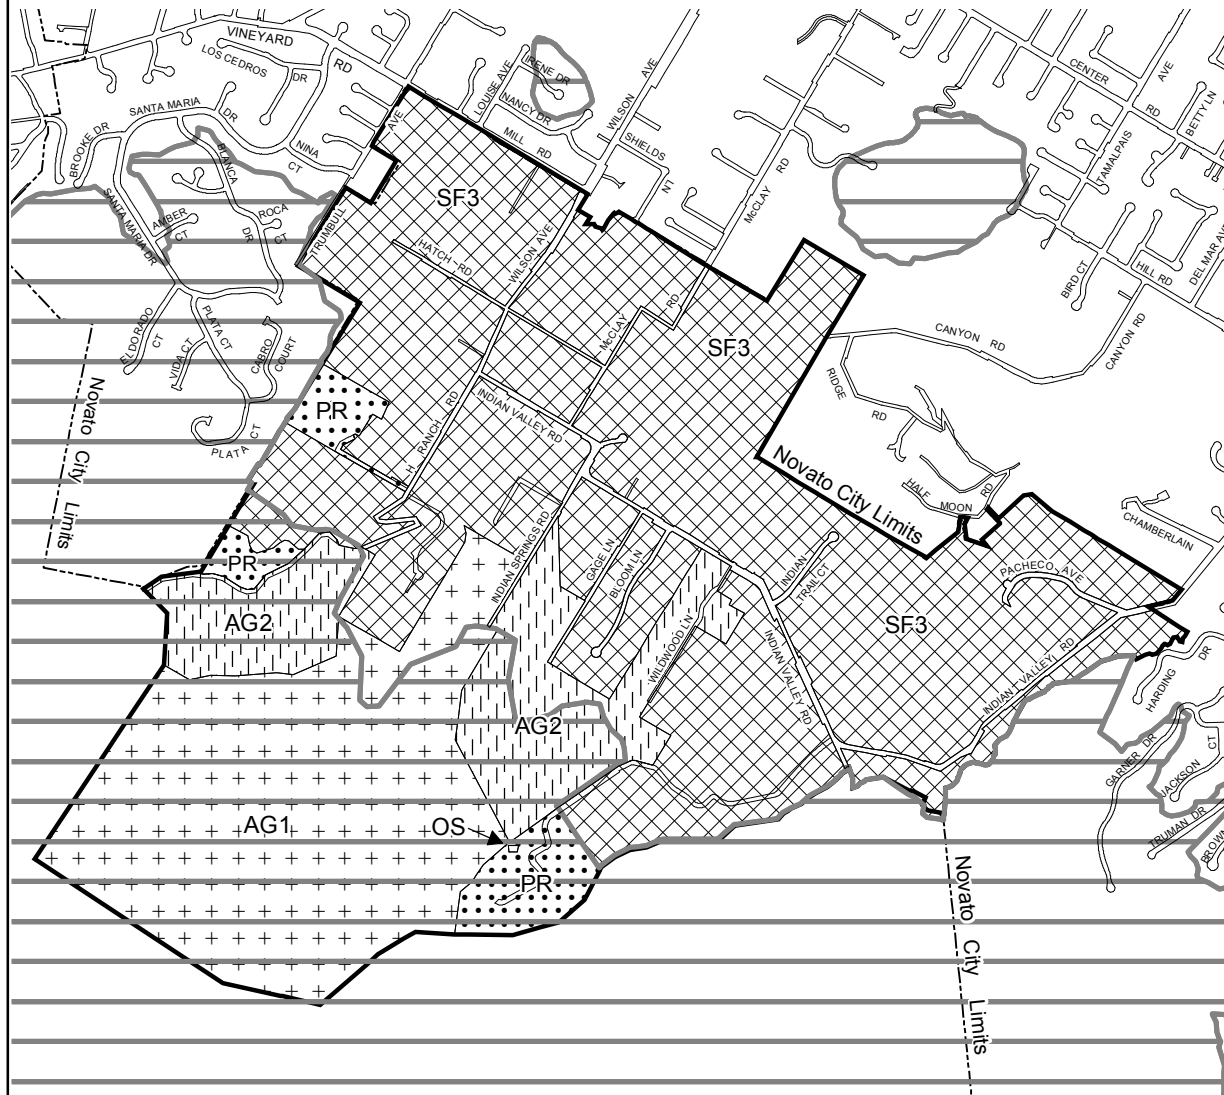 VINEYARD
RD
LOS CEDROS
DR
SANTA MARIA
DR
BROOKE DR
NINA
CT
AVE
TRUMBULL
BLANCA
DR
ROCA
CT
AMBER
CT
SANTA MARIA DR
ELDORADO
CT
VIDA CT
PLATA CT
CABRO
COURT
PLATA CT
Novato City Limits
LOUISE AVE
IRENE DR
NANCY DR
MILL RD
WILSON AVE
SHIELDS
LN
McCLAY RD
CENTER
RD
AVE
TAMALPAIS
BETTY LN
BIRD CT
HILL RD
DEL MAR AVE
CANYON RD
CANYON RD
RIDGE
RD
HALF
MOON
RD
CHAMBERLAIN
SF3
HATCH RD
WILSON AVE
McCLAY
RD
SF3
PR
H RANCH RD
INDIAN VALLEY RD
Novato City Limits
INDIAN SPRINGS RD
GAGE LN
BLOOM LN
WILDWOOD LN
INDIAN
TRAIL CT
INDIAN VALLEY RD
PACHECO AVE
SF3
INDIAN VALLEY RD
HARDING
DR
GARNER DR
JACKSON
CT
TRUMAN DR
PR
AG2
AG2
AG1
OS
PR
Novato City Limits